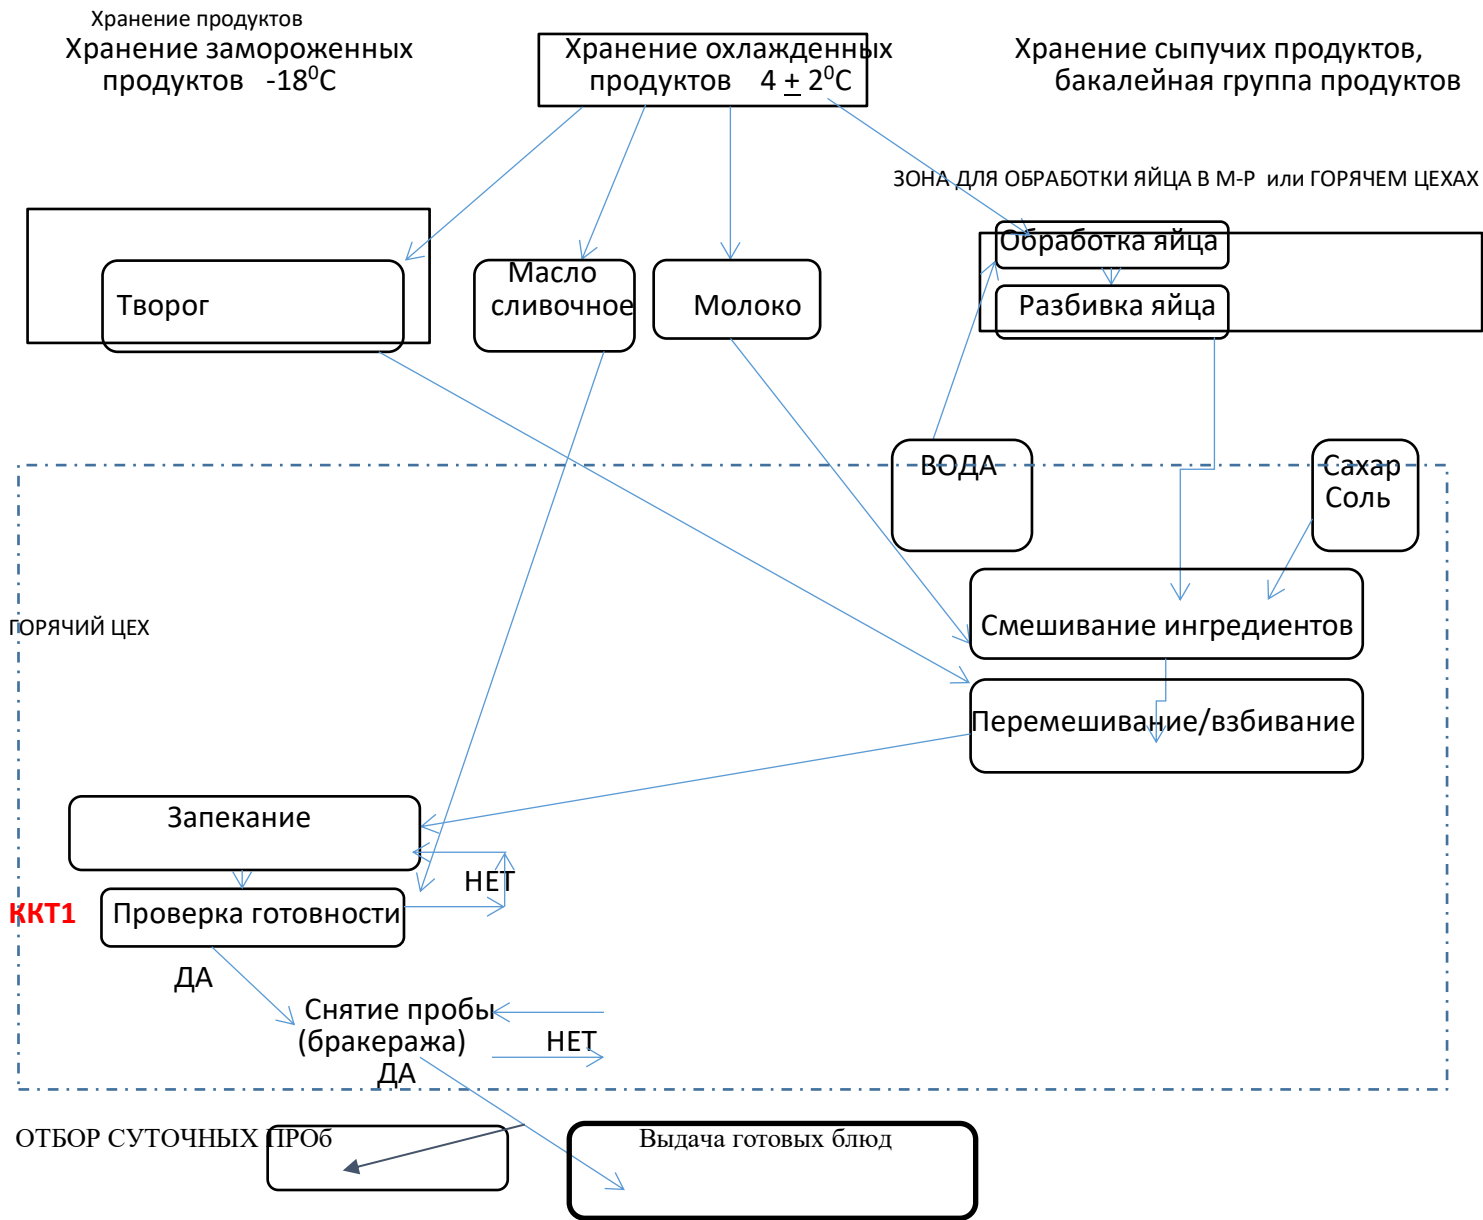 Хранение продуктов
Хранение замороженных
продуктов -18⁰С
Хранение охлажденных
продуктов 4 + 2⁰С
Хранение сыпучих продуктов,
бакалейная группа продуктов
ЗОНА ДЛЯ ОБРАБОТКИ ЯЙЦА В М-Р или ГОРЯЧЕМ ЦЕХАХ
Обработка яйца
Творог
Масло
сливочное
Молоко
Разбивка яйца
ВОДА
Сахар
Соль
ГОРЯЧИЙ ЦЕХ
Смешивание ингредиентов
Перемешивание/взбивание
Запекание
НЕТ
ККТ1
Проверка готовности
ДА
Снятие пробы
(бракеража)
НЕТ
ДА
ОТБОР СУТОЧНЫХ ПРОб
Выдача готовых блюд